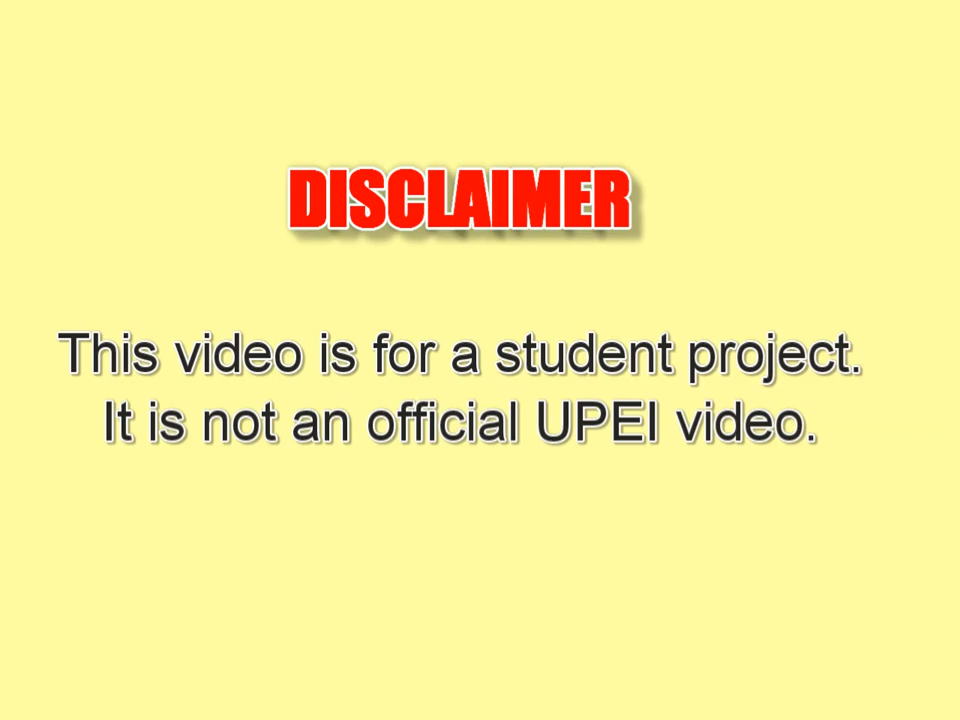 DISCLAIMER
This video is for a student project.
It is not an official UPEI video.